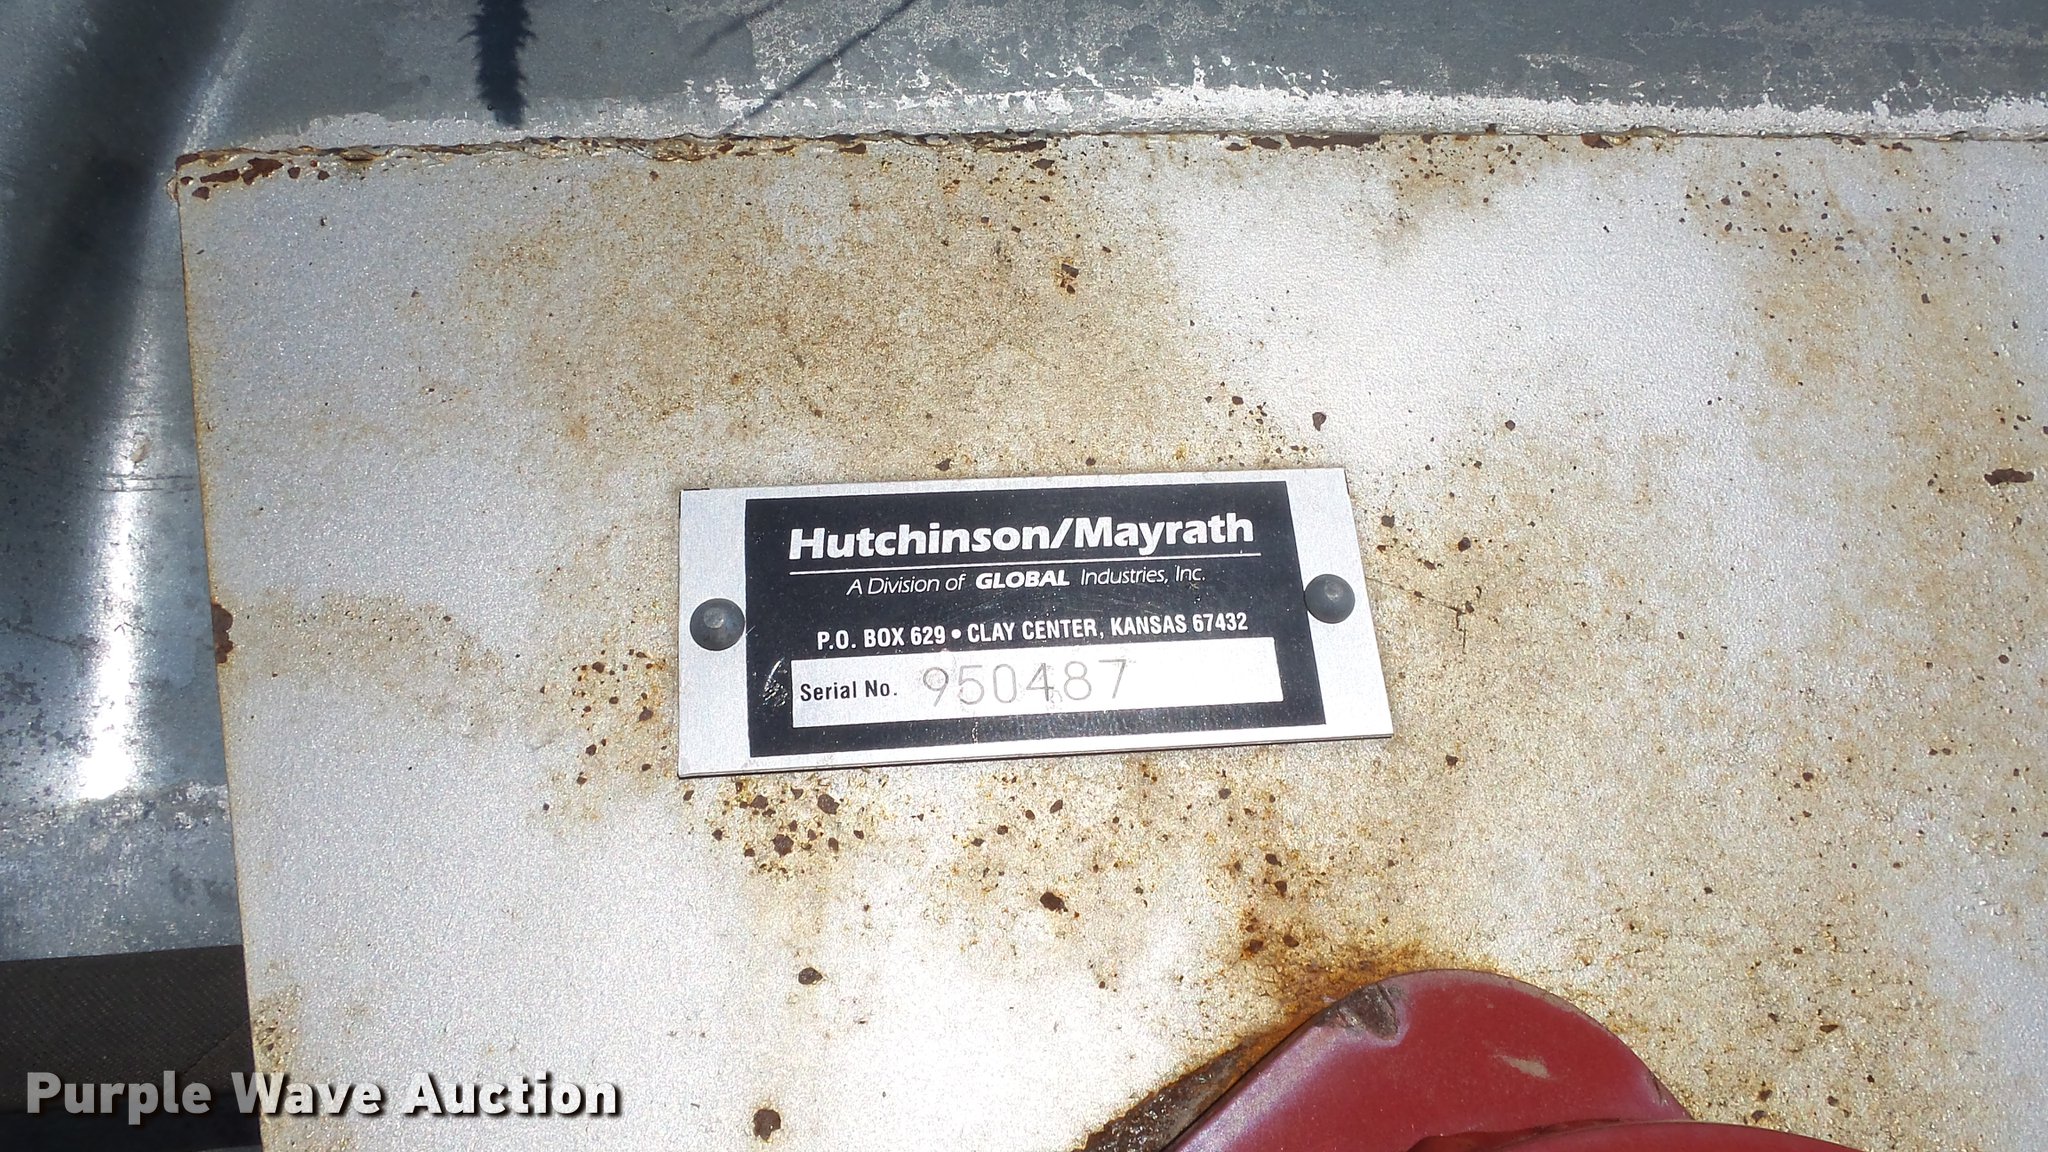 Hutchinson/Mayrath
A Division of GLOBAL Industries, Inc.
P.O. BOX 629 • CLAY CENTER, KANSAS 67432
Serial No. 950487
Purple Wave Auction